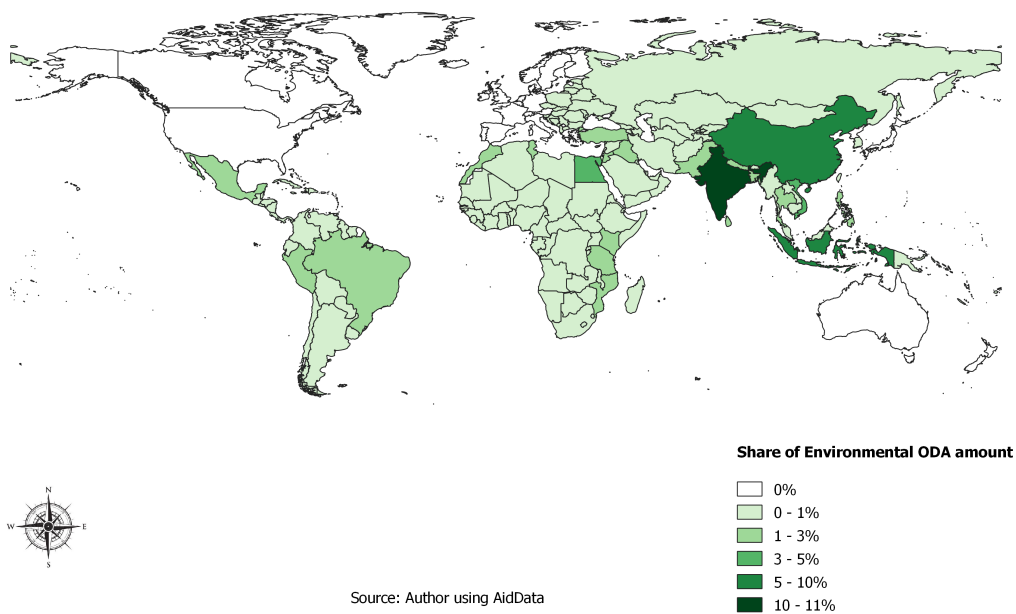 Share of Environmental ODA amount
0%
0 - 1%
1 - 3%
3 - 5%
5 - 10%
10 - 11%
N
W
E
S
Source: Author using AidData